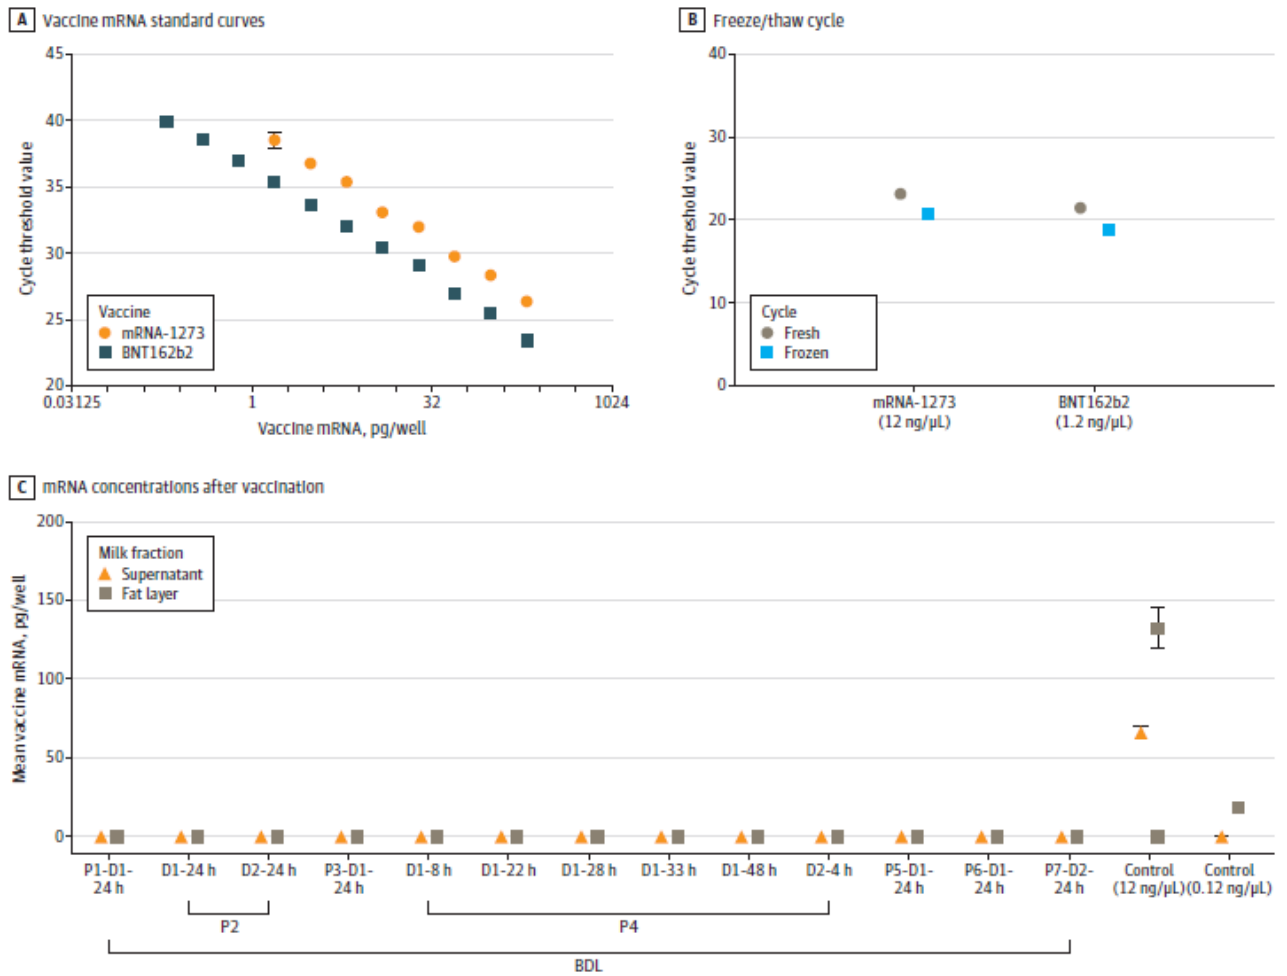 A Vaccine mRNA standard curves
45
40
35
30
25
20
Cycle threshold value
Vaccine
mRNA-1273
BNT162b2
0.03125
1
32
1024
Vaccine mRNA, pg/well
B Freeze/thaw cycle
40
30
20
10
0
Cycle threshold value
Cycle
Fresh
Frozen
mRNA-1273
(12 ng/µL)
BNT162b2
(1.2 ng/µL)
C mRNA concentrations after vaccination
200
150
100
50
0
Mean vaccine mRNA, pg/well
Milk fraction
Supernatant
Fat layer
P1-D1-
24 h
D1-24 h
D2-24 h
P3-D1-
24 h
D1-8 h
D1-22 h
D1-28 h
D1-33 h
D1-48 h
D2-4 h
P5-D1-
24 h
P6-D1-
24 h
P7-D2-
24 h
Control
(12 ng/µL)
Control
(0.12 ng/µL)
P2
P4
BDL